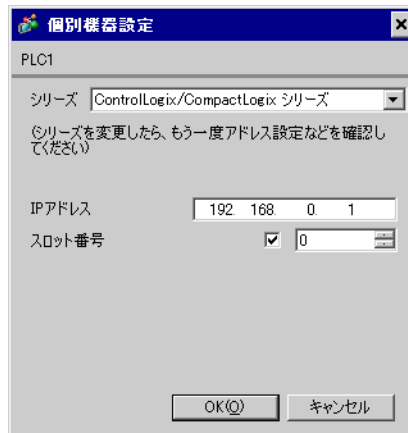 個別機器設定
PLC1
シリーズ ControlLogix/CompactLogix シリーズ
(シリーズを変更したら、もう一度アドレス設定などを確認し
てください)
IPアドレス 192. 168. 0. 1
スロット番号 0
OK(O) キャンセル